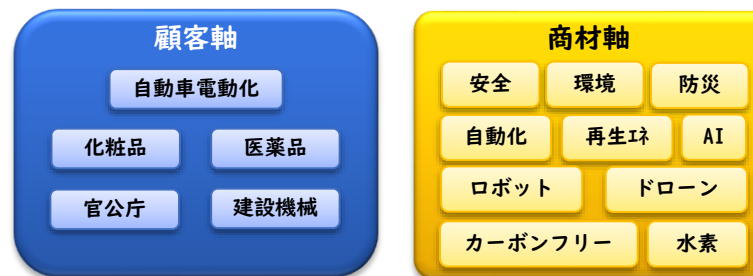 顧客軸
自動車電動化
化粧品 医薬品
官公庁 建設機械
商材軸
安全 環境 防災
自動化 再生エネ AI
ロボット ドローン
カーボンフリー 水素